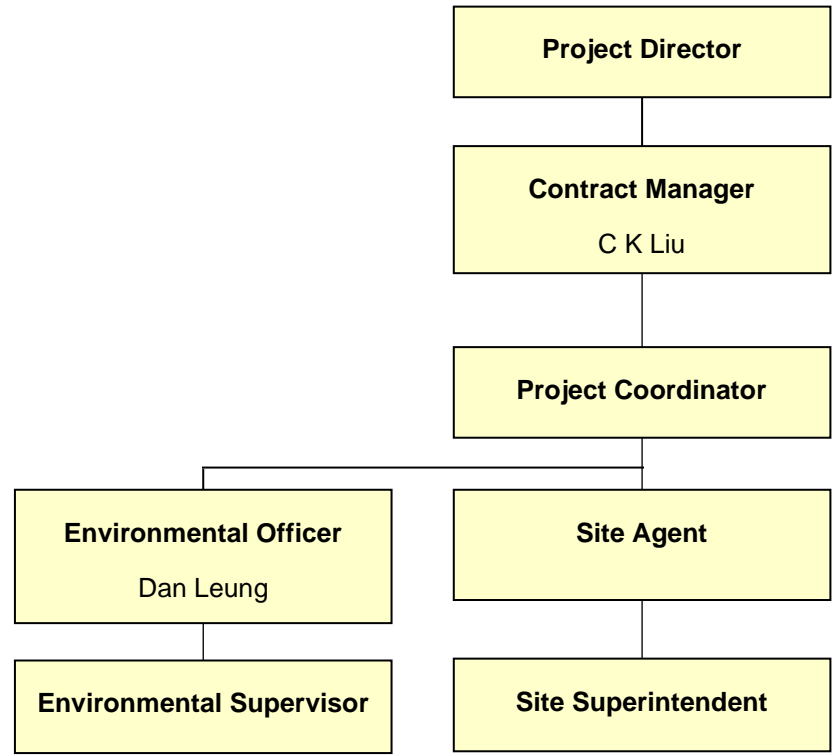 Project Director
Contract Manager
C K Liu
Project Coordinator
Environmental Officer
Dan Leung
Site Agent
Environmental Supervisor
Site Superintendent